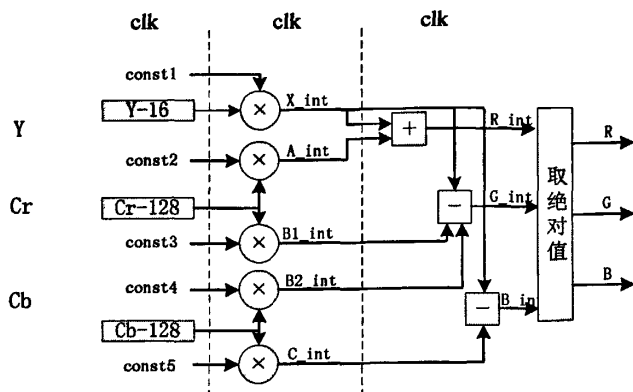 clk clk clk
const1
Y-16
X_int
R_int
R
Y
const2
A_int
+
取绝对值
Cr
Cr-128
G_int
G
const3
B1_int
−
const4
B2_int
B
Cb
Cb-128
−
B_in
const5
C_int
×
×
×
×
×